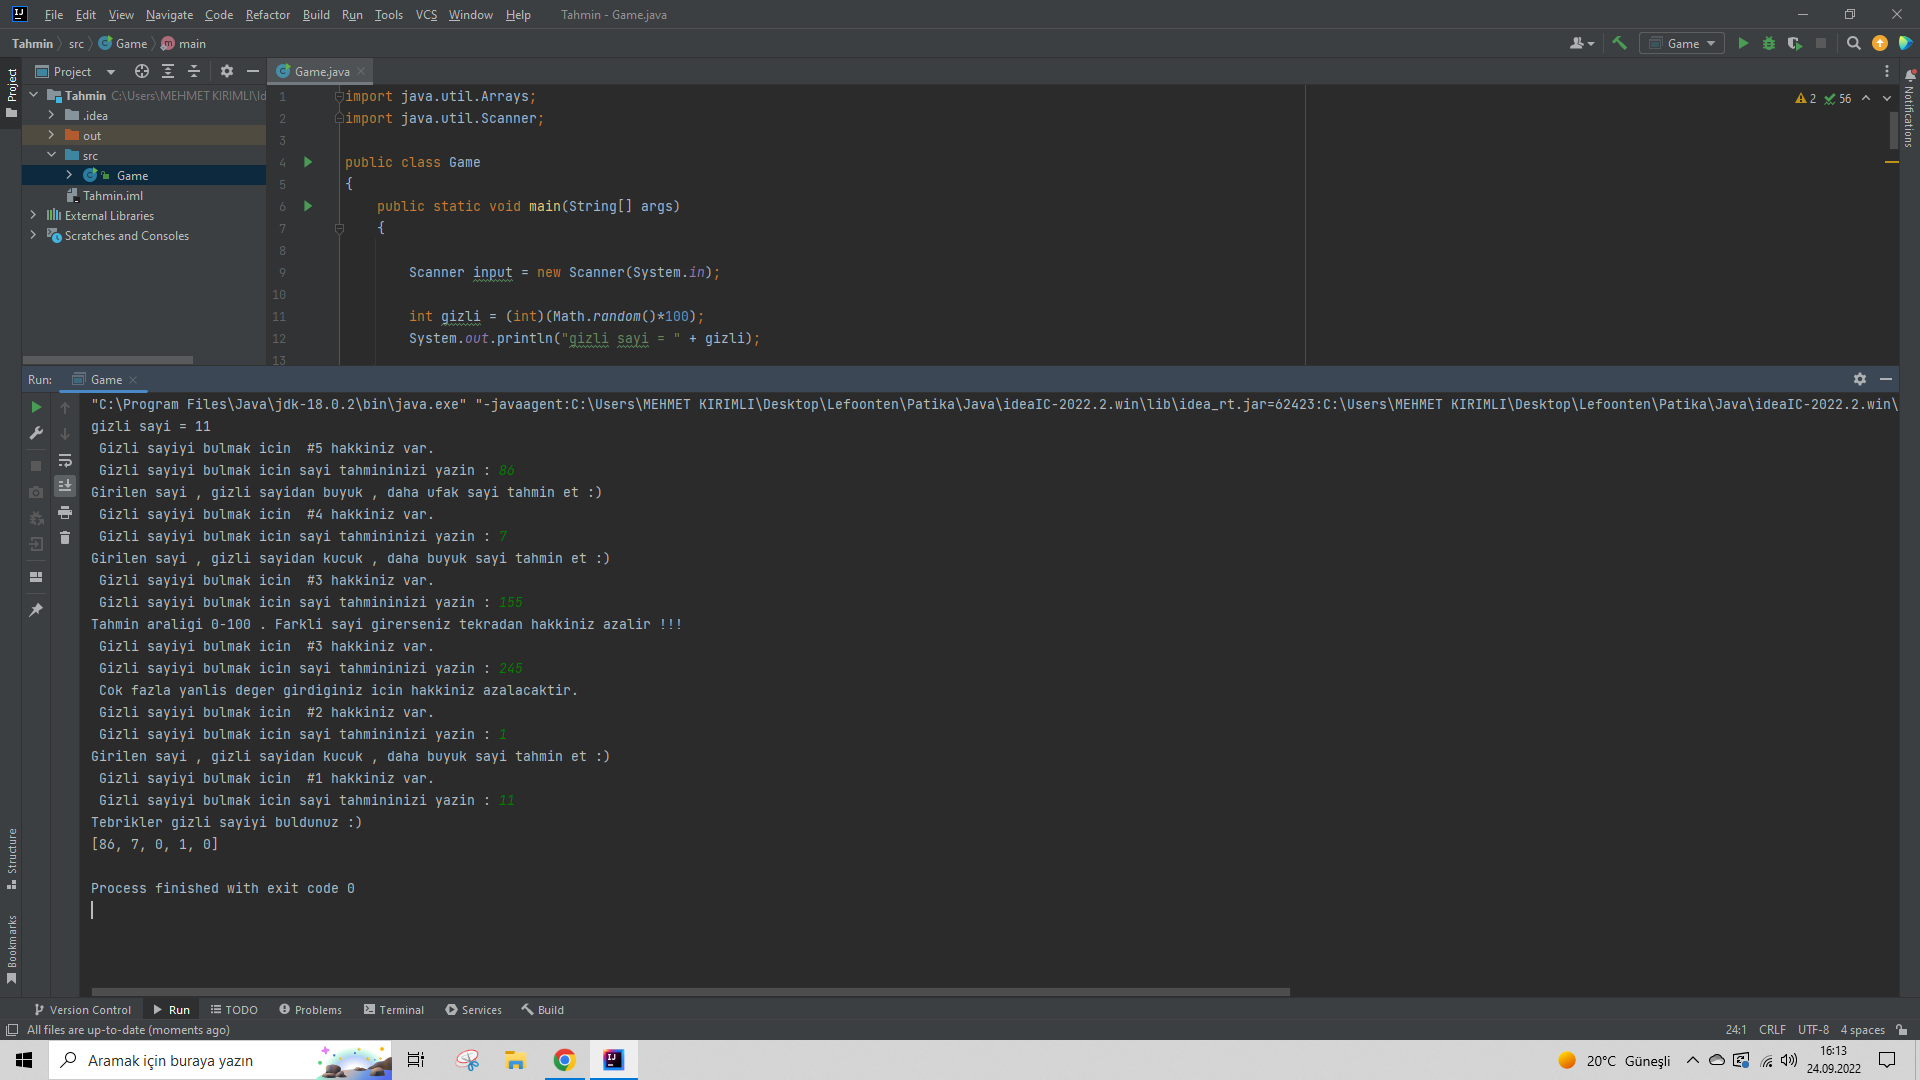 File Edit View Navigate Code Refactor Build Run Tools VCS Window Help Tahmin - Game.java
Tahmin src Game main Game
Project
Project
Game.java
Notifications
Tahmin C:\Users\MEHMET KIRIMLI\Id
.idea
out
src
Game
Tahmin.iml
External Libraries
Scratches and Consoles
2 56
1 import java.util.Arrays;
2 import java.util.Scanner;
3
4 public class Game
5 {
6 public static void main(String[] args)
7 {
8
9 Scanner input = new Scanner(System.in);
10
11 int gizli = (int)(Math.random()*100);
12 System.out.println("gizli sayi = " + gizli);
13
Run: Game
"C:\Program Files\Java\jdk-18.0.2\bin\java.exe" "-javaagent:C:\Users\MEHMET KIRIMLI\Desktop\Lefoonten\Patika\Java\ideaIC-2022.2.win\lib\idea_rt.jar=62423:C:\Users\MEHMET KIRIMLI\Desktop\Lefoonten\Patika\Java\ideaIC-2022.2.win\
gizli sayi = 11
Gizli sayiyi bulmak icin #5 hakkiniz var.
Gizli sayiyi bulmak icin sayi tahmininizi yazin : 86
Girilen sayi , gizli sayidan buyuk , daha ufak sayi tahmin et :)
Gizli sayiyi bulmak icin #4 hakkiniz var.
Gizli sayiyi bulmak icin sayi tahmininizi yazin : 7
Girilen sayi , gizli sayidan kucuk , daha buyuk sayi tahmin et :)
Gizli sayiyi bulmak icin #3 hakkiniz var.
Gizli sayiyi bulmak icin sayi tahmininizi yazin : 155
Tahmin araligi 0-100 . Farkli sayi girerseniz tekradan hakkiniz azalir !!!
Gizli sayiyi bulmak icin #3 hakkiniz var.
Gizli sayiyi bulmak icin sayi tahmininizi yazin : 245
Cok fazla yanlis deger girdiginiz icin hakkiniz azalacaktir.
Gizli sayiyi bulmak icin #2 hakkiniz var.
Gizli sayiyi bulmak icin sayi tahmininizi yazin : 1
Girilen sayi , gizli sayidan kucuk , daha buyuk sayi tahmin et :)
Gizli sayiyi bulmak icin #1 hakkiniz var.
Gizli sayiyi bulmak icin sayi tahmininizi yazin : 11
Tebrikler gizli sayiyi buldunuz :)
[86, 7, 0, 1, 0]
Process finished with exit code 0
Structure
Bookmarks
Version Control Run TODO Problems Terminal Services Build
All files are up-to-date (moments ago) 24:1 CRLF UTF-8 4 spaces
Aramak için buraya yazın 20°C Güneşli 16:13
24.09.2022